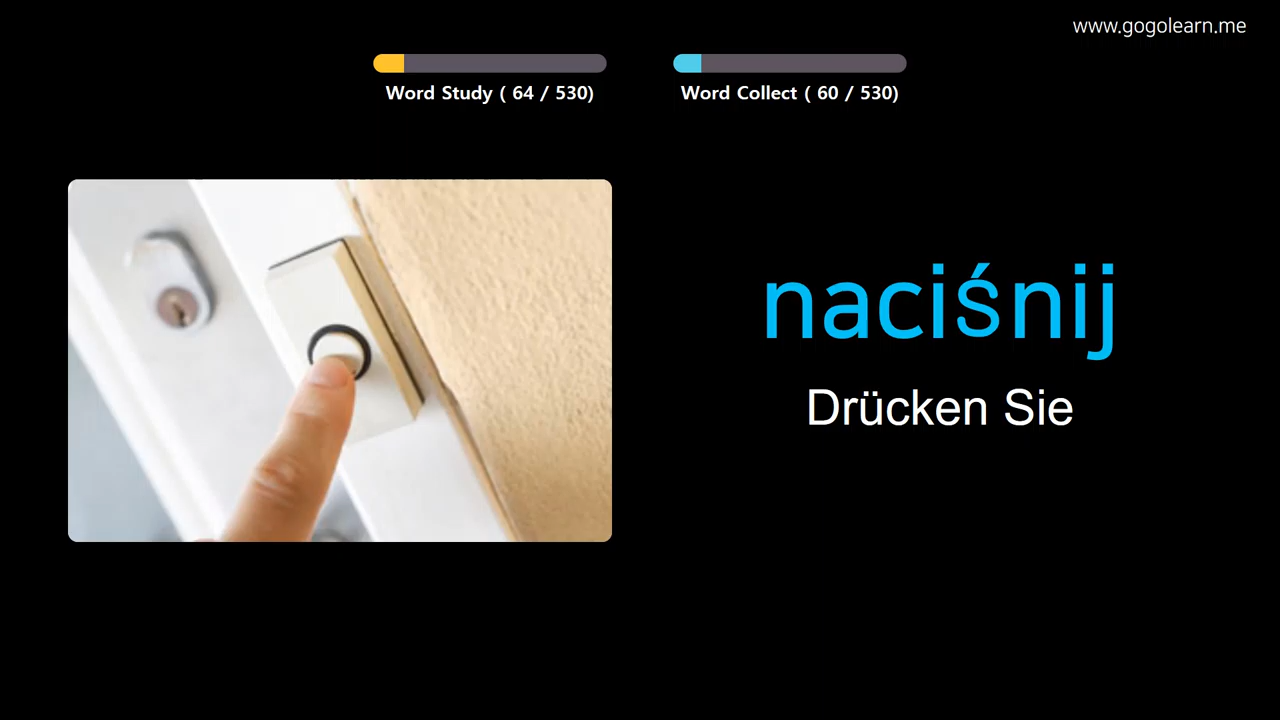 www.gogolearn.me
Word Study ( 64 / 530)
Word Collect ( 60 / 530)
naciśnij
Drücken Sie